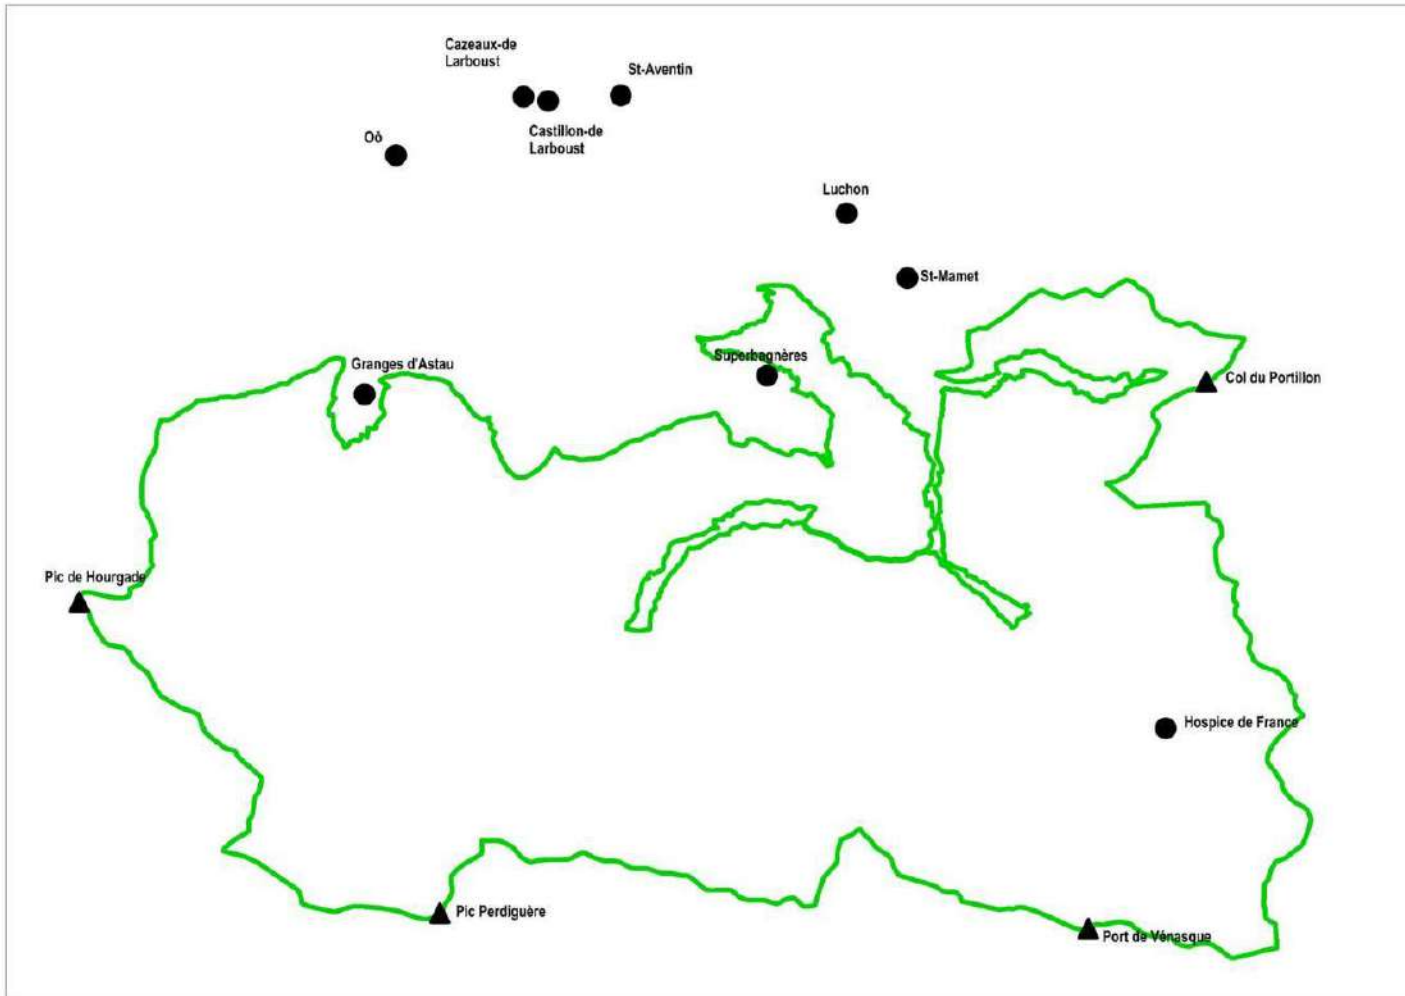 Cazeaux-de
Larboust
St-Aventin
Castillon-de
Larboust
Oô
Luchon
St-Mamet
Superbagnères
Granges d'Astau
Col du Portillon
Pic de Hourgade
Hospice de France
Pic Perdiguère
Port de Vénasque